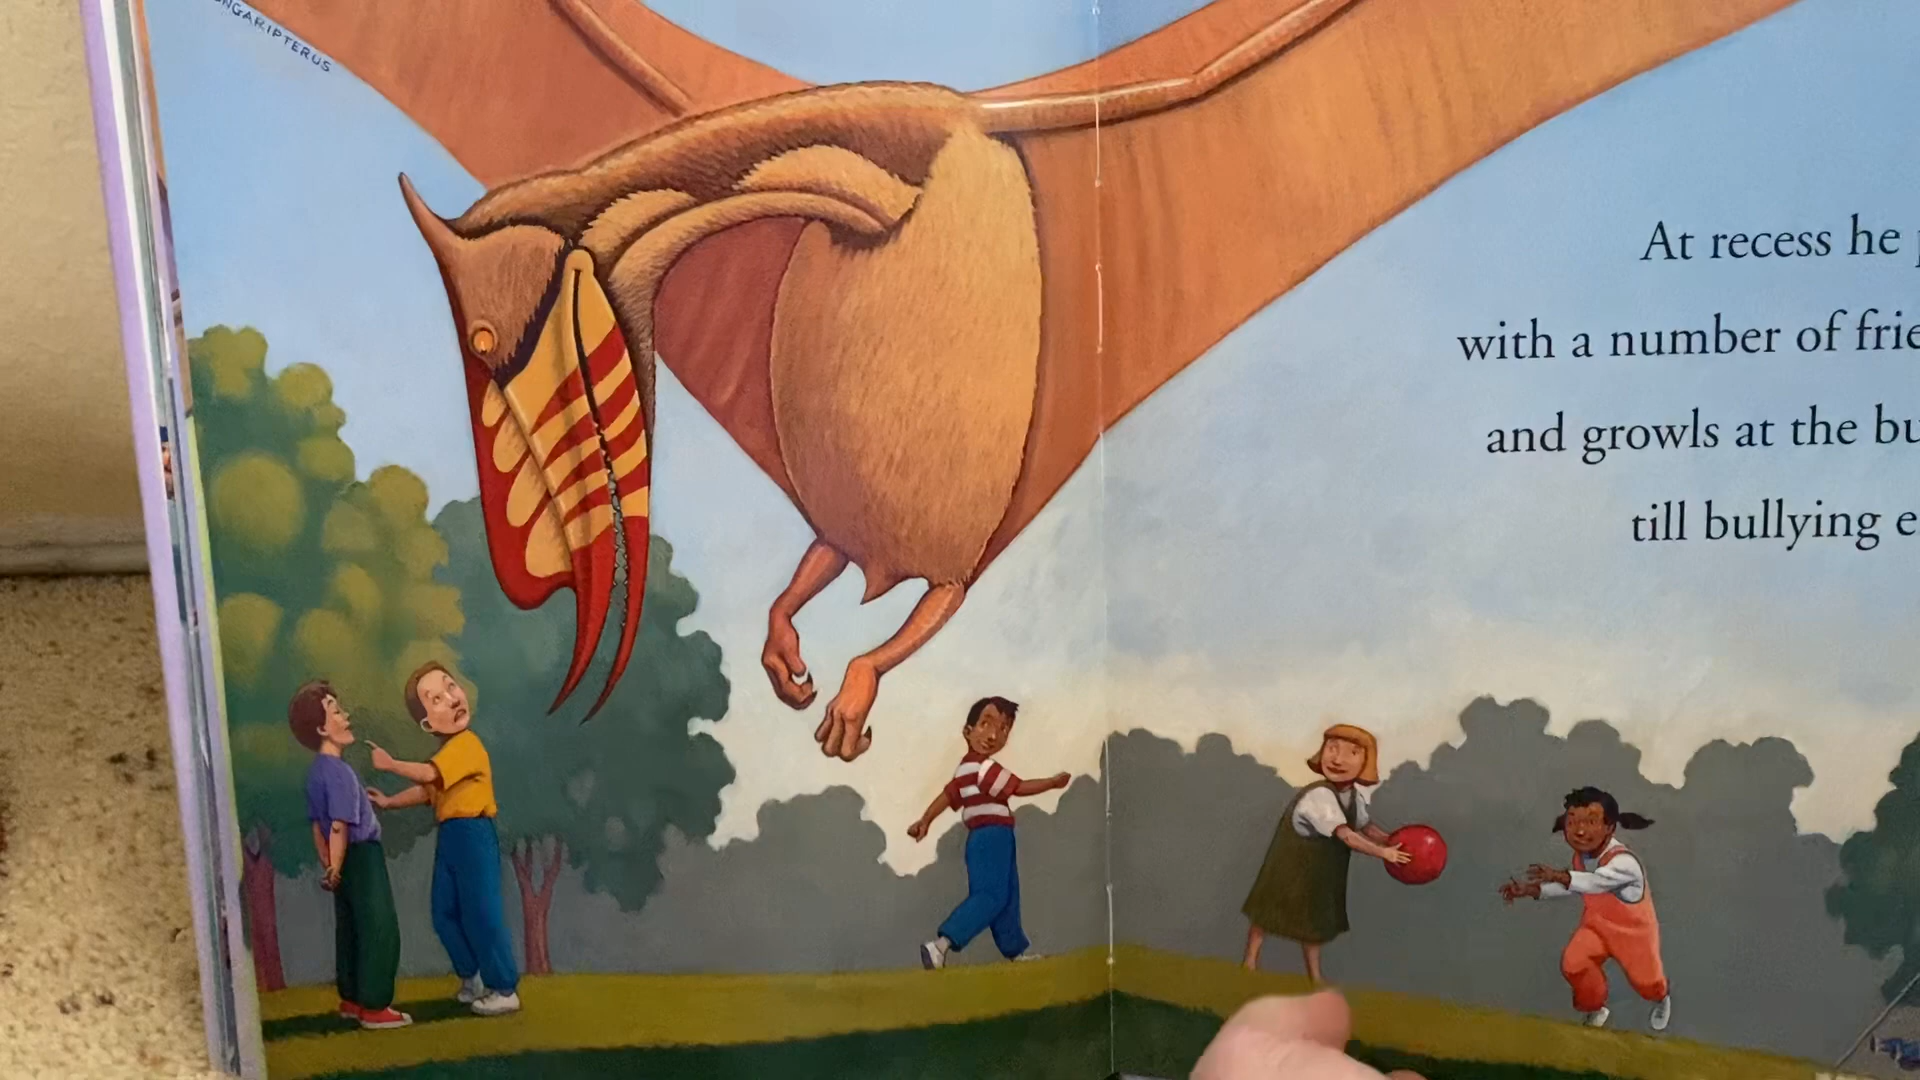 NGARIPTERUS
At recess he
with a number of frie
and growls at the bu
till bullying e